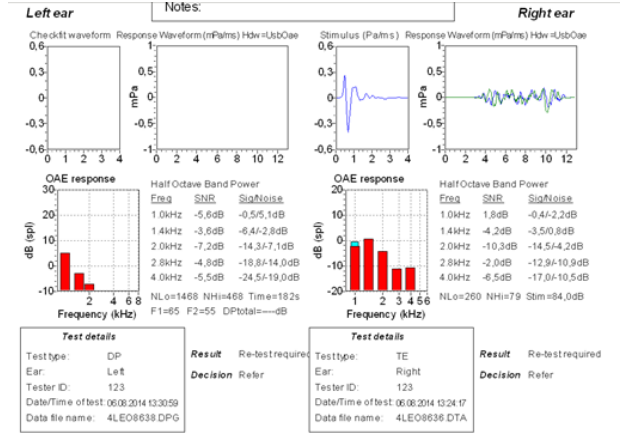 Notes:
Left ear
Right ear
Checkfit waveform Response Waveform (mPa/ms) Hdw=UsbOae
Stimulus (Pa/ms) Response Waveform (mPa/ms) Hdw=UsbOae
0,6
0,3
0-
-0,3
-0,6
0 1 2 3 4
mPa
1
0,5
0
-0,5
-1
0 2 4 6 8 10 12
0,6
0,3
0-
-0,3
-0,6
0 1 2 3 4
mPa
1
0,5
0
-0,5
-1
0 2 4 6 8 10 12
OAE response
dB (spl)
30
20
10
0
-10
-20
2 4 6 8
Frequency (kHz)
Half Octave Band Power
Freq SNR Sig/Noise
1.0kHz -5,6dB -0,5/5,1dB
1.4kHz -3,6dB -6,4/-2,8dB
2.0kHz -7,2dB -14,3/-7,1dB
2.8kHz -4,8dB -18,8/-14,0dB
4.0kHz -5,5dB -24,5/-19,0dB
NLo=1468 NHi=468 Time=182s
F1=65 F2=55 DPtotal=----dB
OAE response
dB (spl)
30
20
10
0
-10
-20
1 2 3 4 5 6
Frequency (kHz)
Half Octave Band Power
Freq SNR Sig/Noise
1.0kHz 1,8dB -0,4/-2,2dB
1.4kHz -4,2dB -3,5/0,8dB
2.0kHz -10,3dB -14,5/-4,2dB
2.8kHz -2,0dB -12,9/-10,9dB
4.0kHz -6,5dB -17,0/-10,5dB
NLo=260 NHi=79 Stim=84,0dB
Test details
Test type: DP
Ear: Left
Tester ID: 123
Date/Time of test: 06.08.2014 13:30:59
Data file name: 4LEO8638.DPG
Result Re-test required
Decision Refer
Test details
Test type: TE
Ear: Right
Tester ID: 123
Date/Time of test: 06.08.2014 13:24:17
Data file name: 4LEO8636.DTA
Result Re-test required
Decision Refer